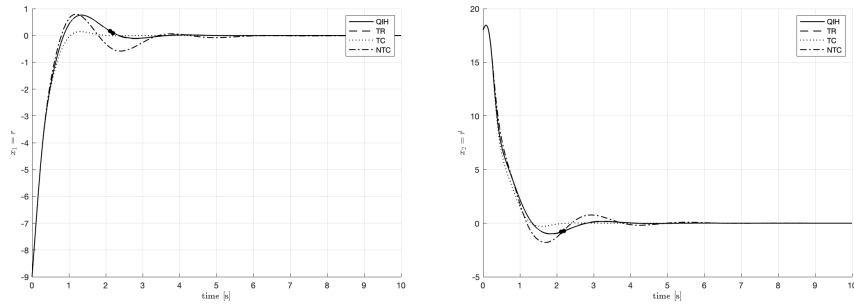 1
0
-1
-2
-3
-4
-5
-6
-7
-8
-9
0 1 2 3 4 5 6 7 8 9 10
time [s]
x₁ = r
QIH
TR
TC
NTC
20
15
10
5
0
-5
0 1 2 3 4 5 6 7 8 9 10
time [s]
x₂ = ṙ
QIH
TR
TC
NTC